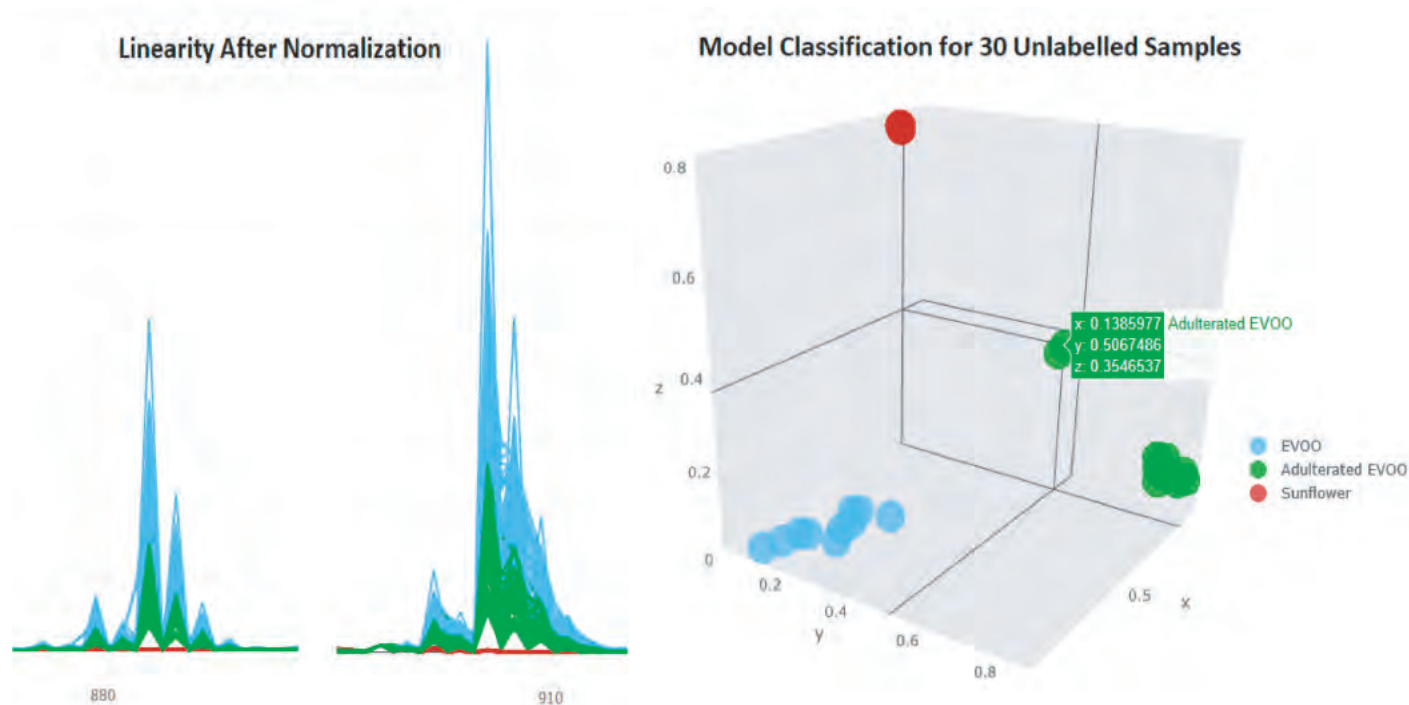 Linearity After Normalization
880
910
Model Classification for 30 Unlabelled Samples
0.8
0.6
z
0.4
0.2
0
x: 0.1385977 Adulterated EVOO
y: 0.5067486
z: 0.3546537
0.2
0.4
y
0.6
0.8
0.5
x
EVOO
Adulterated EVOO
Sunflower